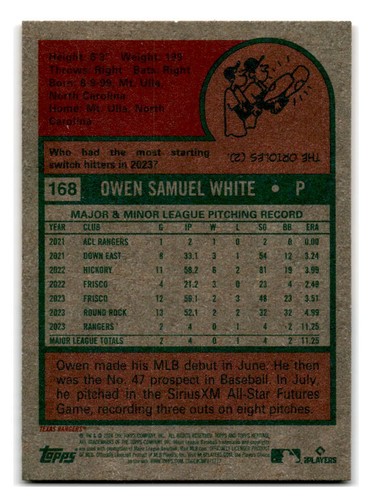 Height: 6'3" Weight: 195
Throws: Right Bats: Right
Born: 8-9-99, Mt. Ulla,
North Carolina
Home: Mt. Ulla, North
Carolina
Who had the most starting
switch hitters in 2023?
THE ORIOLES (2).
168 OWEN SAMUEL WHITE • P
MAJOR & MINOR LEAGUE PITCHING RECORD
YEAR CLUB G IP W L SO BB ERA
2021 ACL RANGERS 1 2 1 0 2 0 0.00
2021 DOWN EAST 8 33.1 3 1 54 12 3.24
2022 HICKORY 11 58.2 6 2 81 19 3.99
2022 FRISCO 4 21.2 3 0 23 4 2.49
2023 FRISCO 12 56.1 2 3 48 23 3.51
2023 ROUND ROCK 12 52.1 2 2 32 32 4.99
2023 RANGERS 2 4 0 1 4 2 11.25
MAJOR LEAGUE TOTALS 2 4 0 1 4 2 11.25
Owen made his MLB debut in June. He then
was the No. 47 prospect in Baseball. In July,
he pitched in the SiriusXM All-Star Futures
Game, recording three outs on eight pitches.
TEXAS RANGERS
Topps
PLAYERS